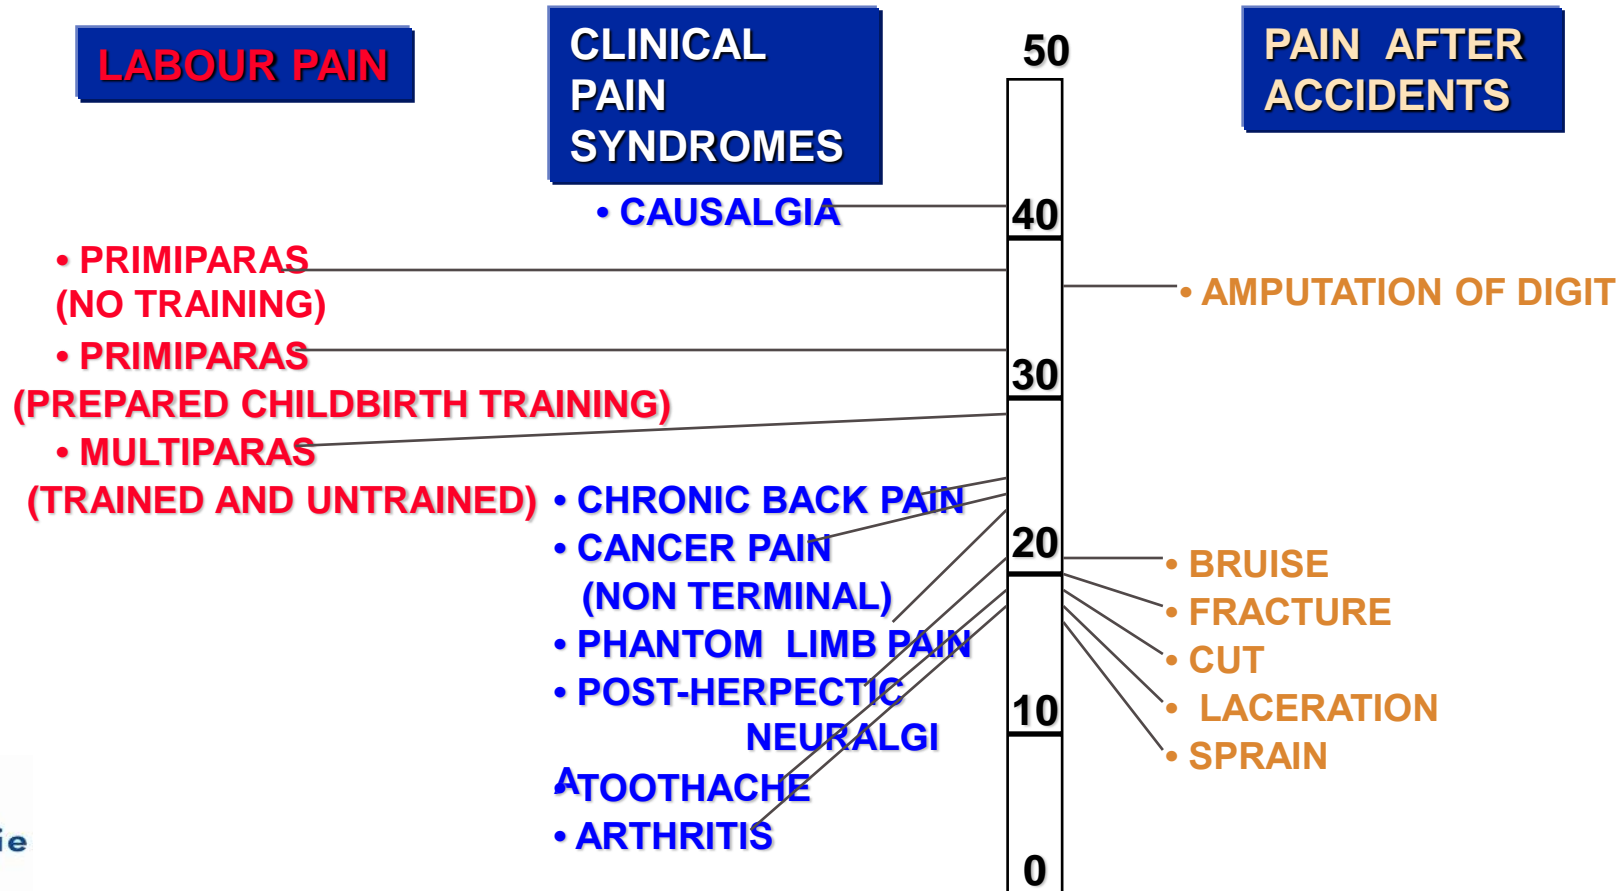 LABOUR PAIN
• PRIMIPARAS
(NO TRAINING)
• PRIMIPARAS
(PREPARED CHILDBIRTH TRAINING)
• MULTIPARAS
(TRAINED AND UNTRAINED)
CLINICAL
PAIN
SYNDROMES
• CAUSALGIA
• CHRONIC BACK PAIN
• CANCER PAIN
(NON TERMINAL)
• PHANTOM LIMB PAIN
• POST-HERPECTIC
NEURALGI
A
• TOOTHACHE
• ARTHRITIS
50
40
30
20
10
0
PAIN AFTER
ACCIDENTS
• AMPUTATION OF DIGIT
• BRUISE
• FRACTURE
• CUT
• LACERATION
• SPRAIN
ie